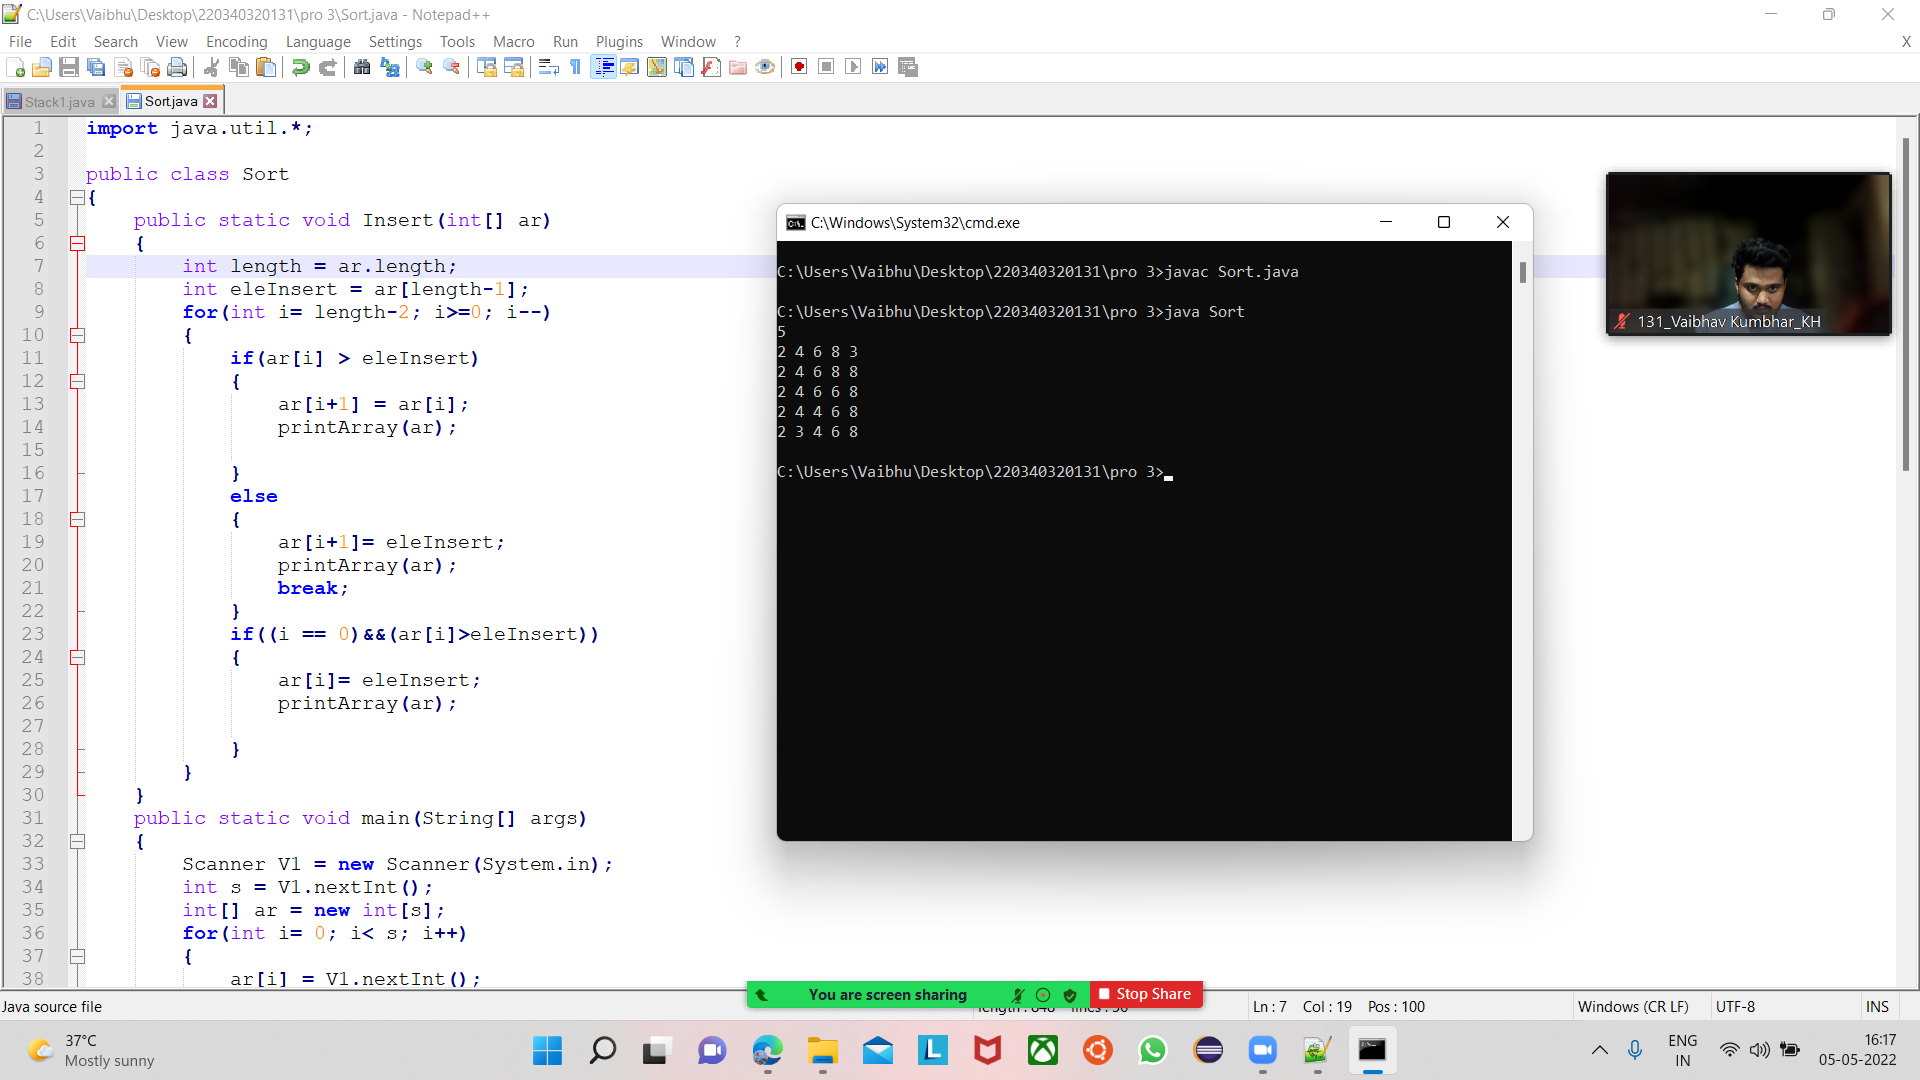 C:\Users\Vaibhu\Desktop\220340320131\pro 3\Sort.java - Notepad++
File Edit Search View Encoding Language Settings Tools Macro Run Plugins Window ?
X
Stack1.java
Sort.java
1 import java.util.*;
2
3 public class Sort
4 {
5 public static void Insert(int[] ar)
6 {
7 int length = ar.length;
8 int eleInsert = ar[length-1];
9 for(int i= length-2; i>=0; i--)
10 {
11 if(ar[i] > eleInsert)
12 {
13 ar[i+1] = ar[i];
14 printArray(ar);
15
16 }
17 else
18 {
19 ar[i+1]= eleInsert;
20 printArray(ar);
21 break;
22 }
23 if((i == 0)&&(ar[i]>eleInsert))
24 {
25 ar[i]= eleInsert;
26 printArray(ar);
27
28 }
29 }
30 }
31 public static void main(String[] args)
32 {
33 Scanner V1 = new Scanner(System.in);
34 int s = V1.nextInt();
35 int[] ar = new int[s];
36 for(int i= 0; i< s; i++)
37 {
38 ar[i] = V1.nextInt();
C:\Windows\System32\cmd.exe
C:\Users\Vaibhu\Desktop\220340320131\pro 3>javac Sort.java
C:\Users\Vaibhu\Desktop\220340320131\pro 3>java Sort
5
2 4 6 8 3
2 4 6 8 8
2 4 6 6 8
2 4 4 6 8
2 3 4 6 8
C:\Users\Vaibhu\Desktop\220340320131\pro 3>
131_Vaibhav Kumbhar_KH
You are screen sharing
Stop Share
Java source file
Ln : 7 Col : 19 Pos : 100
Windows (CR LF)
UTF-8
INS
37°C
Mostly sunny
ENG
IN
16:17
05-05-2022